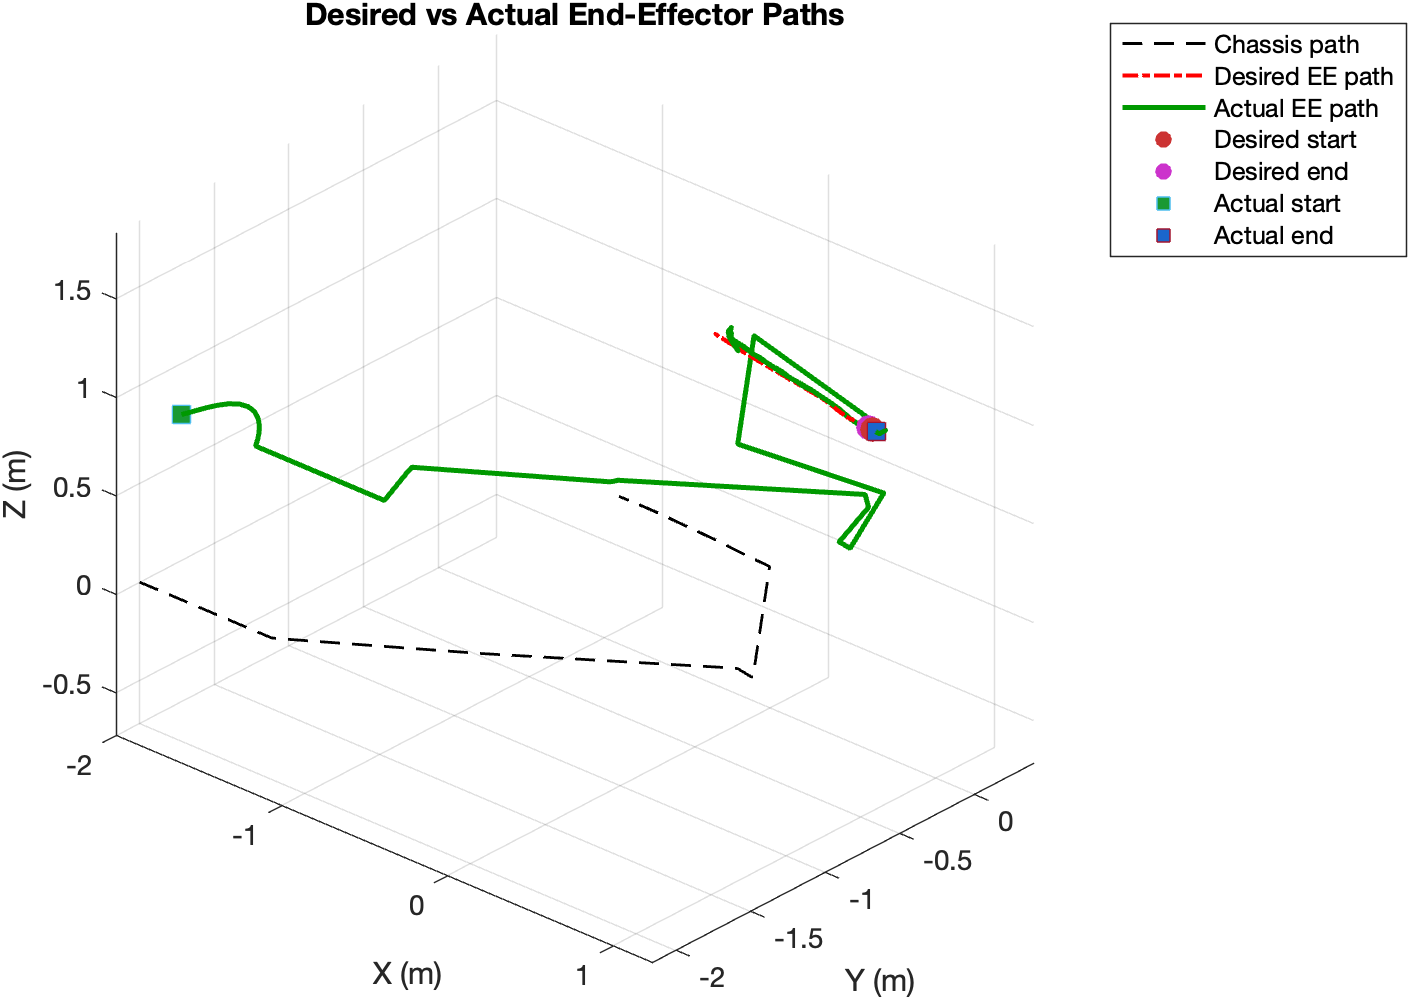 Desired vs Actual End-Effector Paths
Chassis path
Desired EE path
Actual EE path
Desired start
Desired end
Actual start
Actual end
1.5
1
0.5
0
-0.5
Z (m)
-2
-1
0
1
X (m)
0
-0.5
-1
-1.5
-2
Y (m)